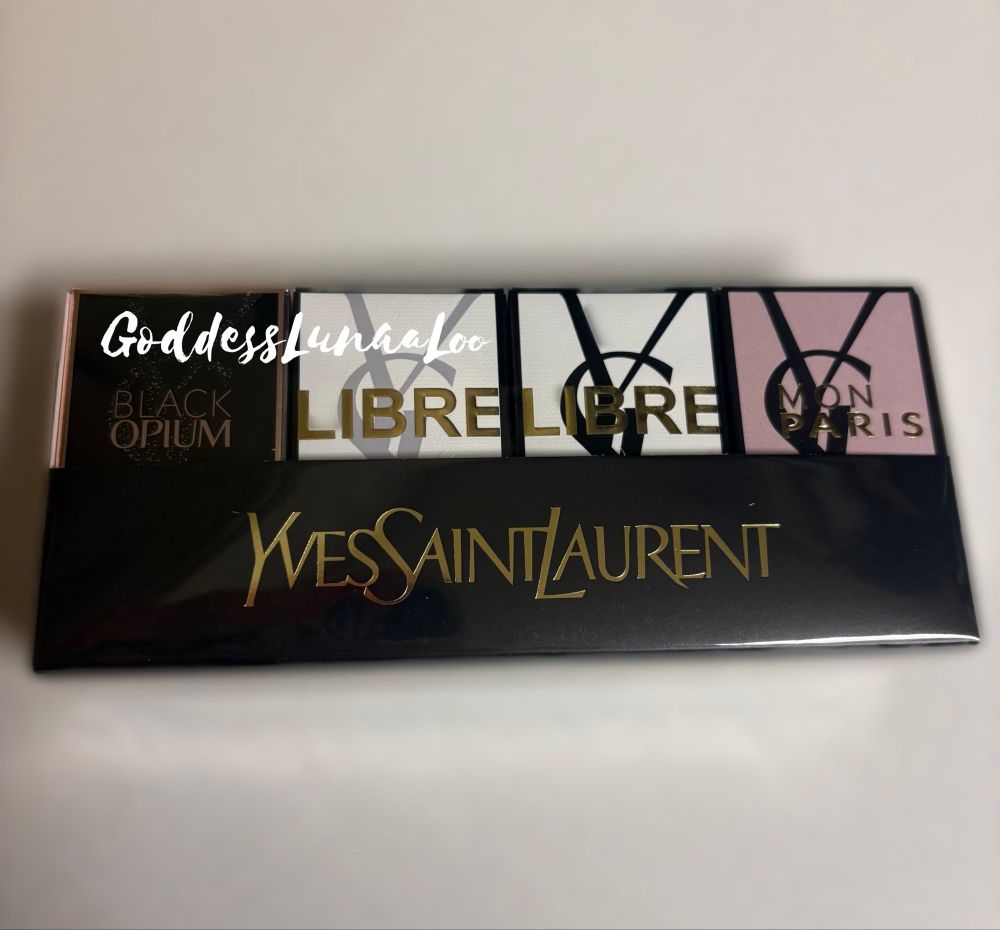 GoddessLunaaLoo
BLACK
OPIUM
LIBRE
LIBRE
MON
PARIS
YVESSAINTLAURENT